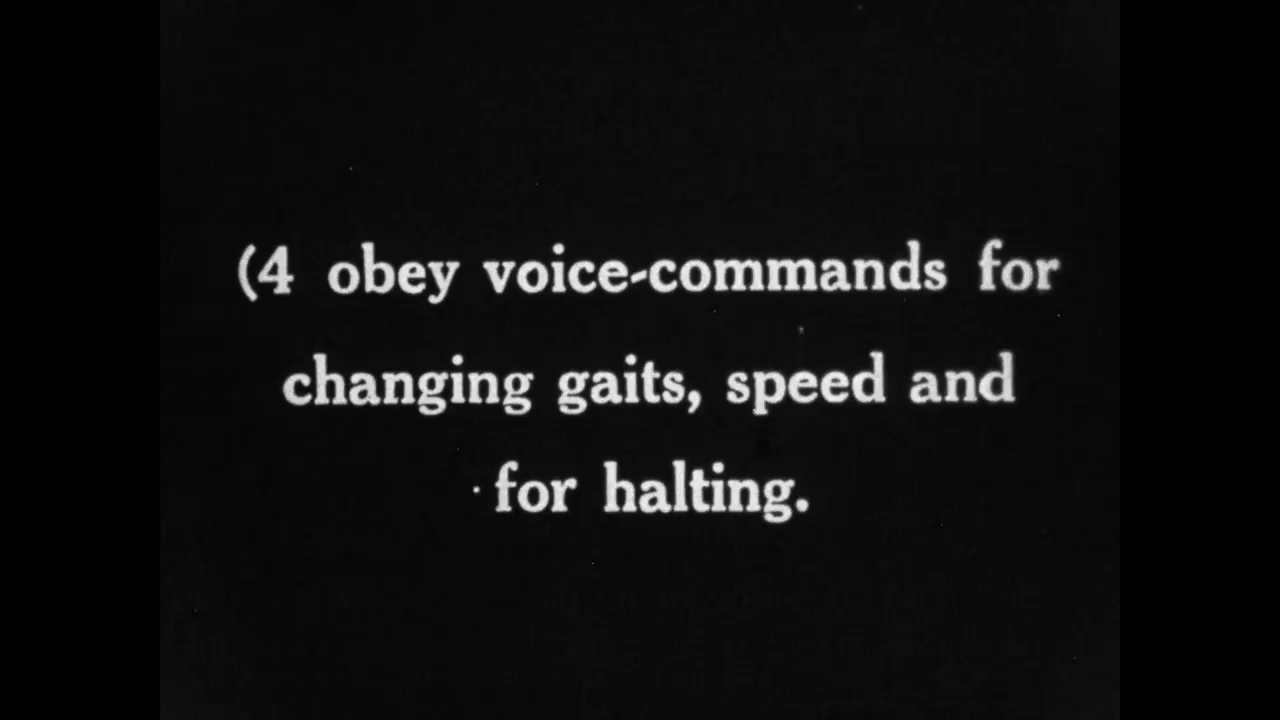 (4 obey voice-commands for
changing gaits, speed and
for halting.